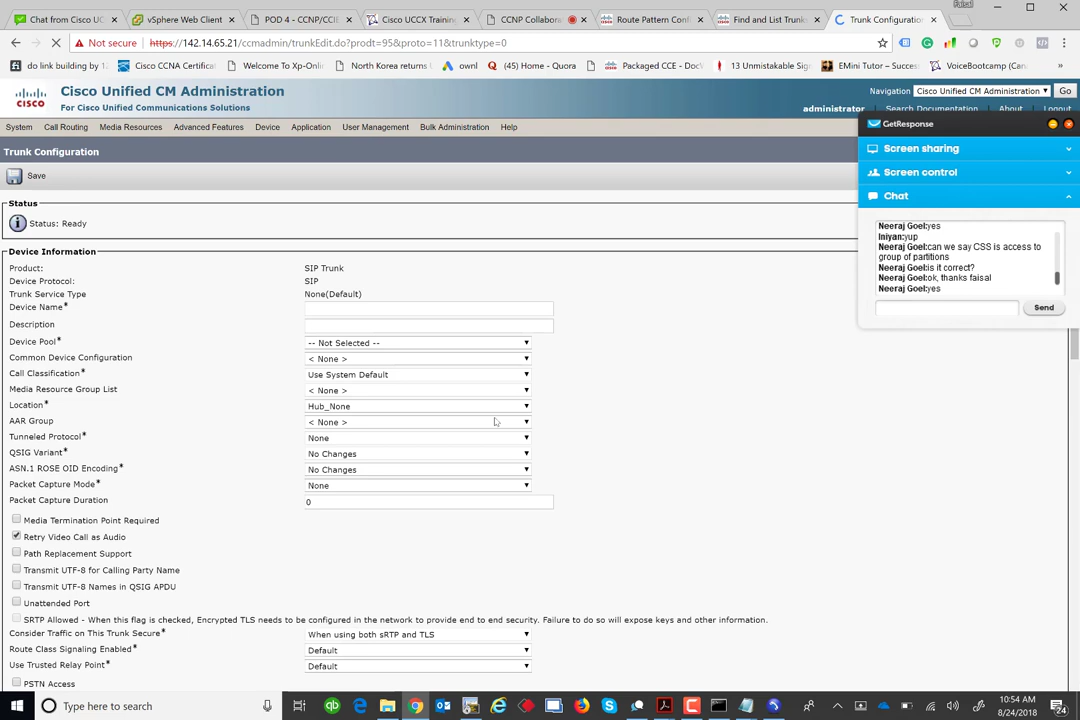 Chat from Cisco UC
vSphere Web Client
POD 4 - CCNP/CCIE
Cisco UCCX Training
CCNP Collabora
Route Pattern Conf
Find and List Trunks
Trunk Configuration
Faisal
Not secure
https://142.14.65.21/ccmadmin/trunkEdit.do?prodt=95&proto=11&trunktype=0
do link building by 12
Cisco CCNA Certificat
Welcome To Xp-Onl
North Korea returns
ownl
(45) Home - Quora
Packaged CCE - Doc
13 Unmistakable Sig
EMini Tutor – Succes
VoiceBootcamp (Can
Cisco Unified CM Administration
For Cisco Unified Communications Solutions
CISCO
Navigation Cisco Unified CM Administration Go
administrator Search Documentation About Logout
System Call Routing Media Resources Advanced Features Device Application User Management Bulk Administration Help
Trunk Configuration
Save
Status
Status: Ready
Device Information
Product: SIP Trunk
Device Protocol: SIP
Trunk Service Type None(Default)
Device Name*
Description
Device Pool* -- Not Selected --
Common Device Configuration < None >
Call Classification* Use System Default
Media Resource Group List < None >
Location* Hub_None
AAR Group < None >
Tunneled Protocol* None
QSIG Variant* No Changes
ASN.1 ROSE OID Encoding* No Changes
Packet Capture Mode* None
Packet Capture Duration 0
Media Termination Point Required
Retry Video Call as Audio
Path Replacement Support
Transmit UTF-8 for Calling Party Name
Transmit UTF-8 Names in QSIG APDU
Unattended Port
SRTP Allowed - When this flag is checked, Encrypted TLS needs to be configured in the network to provide end to end security. Failure to do so will expose keys and other information.
Consider Traffic on This Trunk Secure* When using both sRTP and TLS
Route Class Signaling Enabled* Default
Use Trusted Relay Point* Default
PSTN Access
GetResponse
Screen sharing
Screen control
Chat
Neeraj Goel:yes
Iniyan:yup
Neeraj Goel:can we say CSS is access to
group of partitions
Neeraj Goel:is it correct?
Neeraj Goel:ok, thanks faisal
Neeraj Goel:yes
Send
Type here to search
10:54 AM
8/24/2018
24